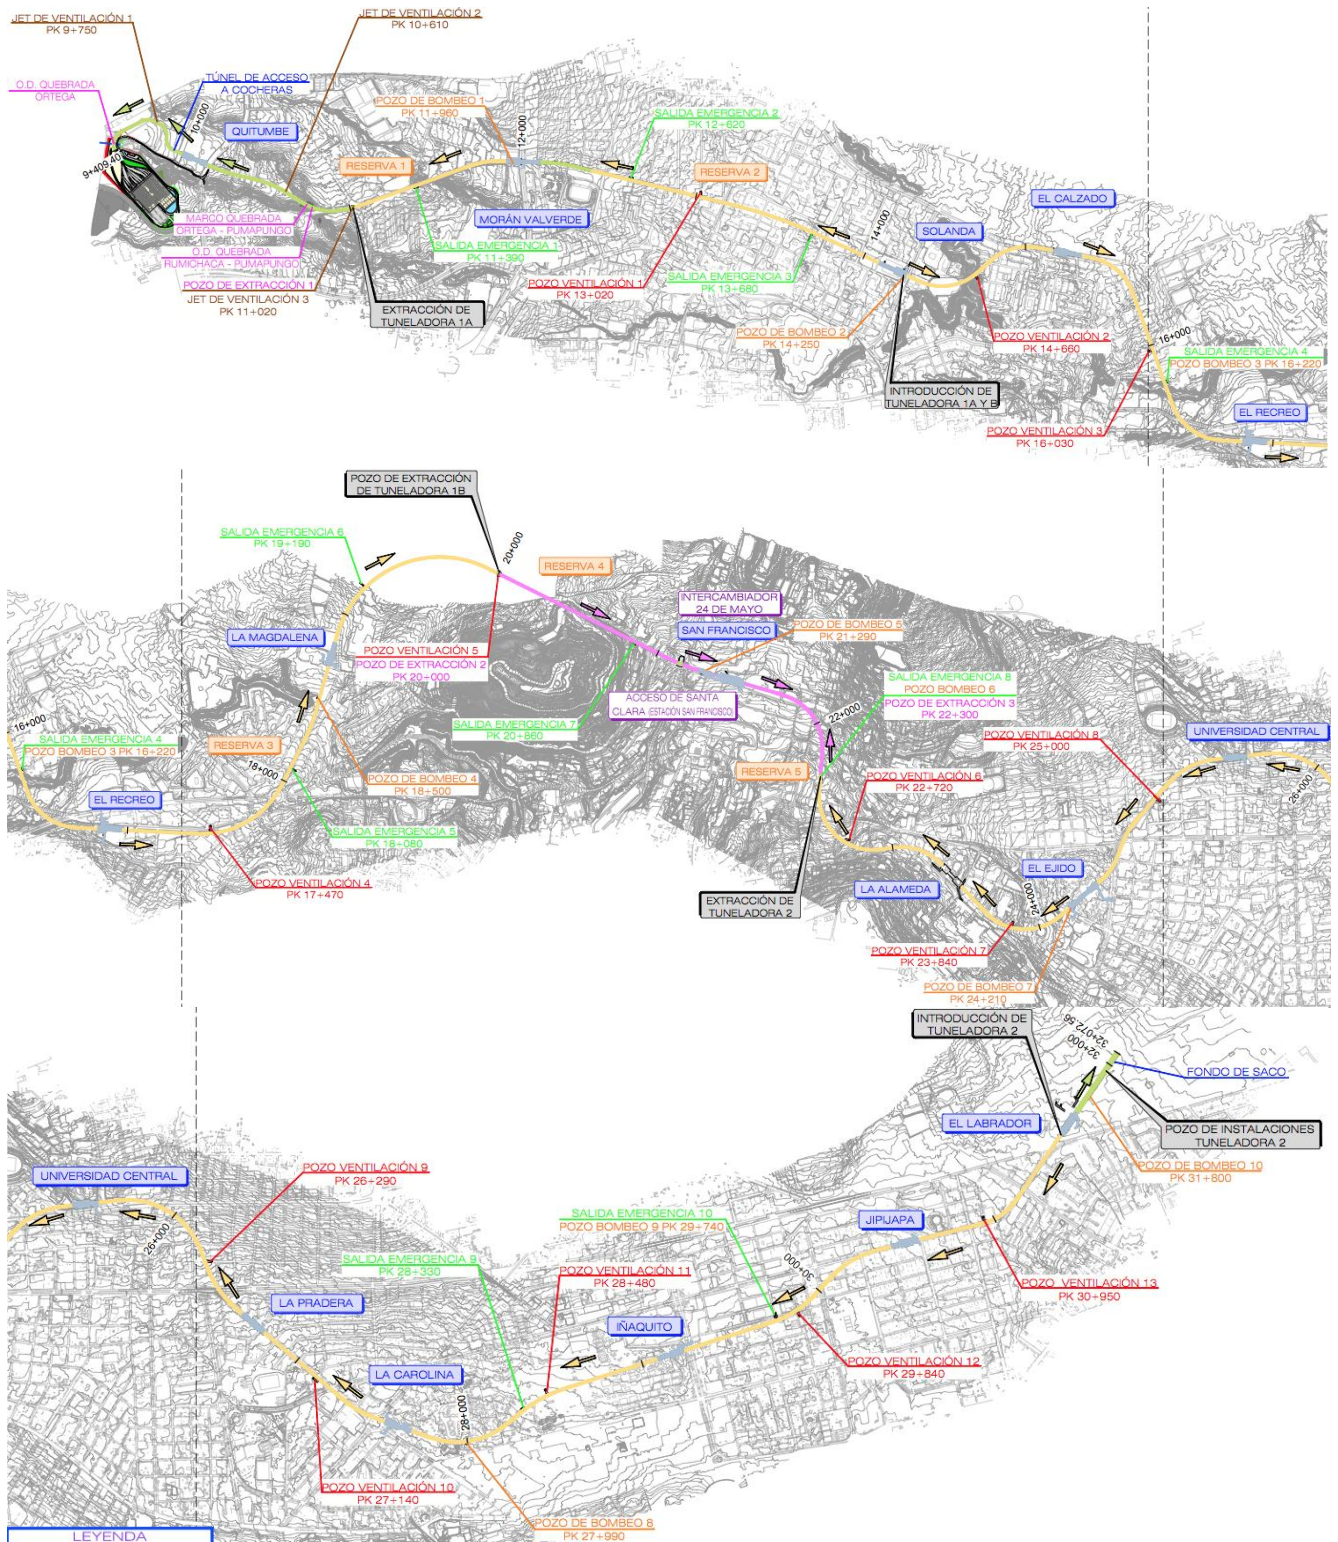 JET DE VENTILACIÓN 1
PK 9+750
JET DE VENTILACIÓN 2
PK 10+610
O.D. QUEBRADA
ORTEGA
TÚNEL DE ACCESO
A COCHERAS
10+000
QUITUMBE
9+409.40
POZO DE BOMBEO 1
PK 11+960
12+000
SALIDA EMERGENCIA 2
PK 12+620
RESERVA 1
RESERVA 2
MORÁN VALVERDE
MARCO QUEBRADA
ORTEGA - PUMAPUNGO
O.D. QUEBRADA
RUMICHACA - PUMAPUNGO
POZO DE EXTRACCIÓN 1
JET DE VENTILACIÓN 3
PK 11+020
SALIDA EMERGENCIA 1
PK 11+390
EXTRACCIÓN DE
TUNELADORA 1A
POZO VENTILACIÓN 1
PK 13+020
SALIDA EMERGENCIA 3
PK 13+680
14+000
SOLANDA
EL CALZADO
POZO DE BOMBEO 2
PK 14+250
POZO VENTILACIÓN 2
PK 14+660
INTRODUCCIÓN DE
TUNELADORA 1A Y B
16+000
SALIDA EMERGENCIA 4
POZO BOMBEO 3 PK 16+220
POZO VENTILACIÓN 3
PK 16+030
EL RECREO
POZO DE EXTRACCIÓN
DE TUNELADORA 1B
SALIDA EMERGENCIA 6
PK 19+190
20+000
RESERVA 4
INTERCAMBIADOR
24 DE MAYO
SAN FRANCISCO
POZO DE BOMBEO 5
PK 21+290
LA MAGDALENA
POZO VENTILACIÓN 5
POZO DE EXTRACCIÓN 2
PK 20+000
ACCESO DE SANTA
CLARA (ESTACIÓN SAN FRANCISCO)
SALIDA EMERGENCIA 8
POZO BOMBEO 6
POZO DE EXTRACCIÓN 3
PK 22+300
22+000
SALIDA EMERGENCIA 7
PK 20+860
16+000
SALIDA EMERGENCIA 4
POZO BOMBEO 3 PK 16+220
RESERVA 3
18+000
POZO DE BOMBEO 4
PK 18+500
RESERVA 5
POZO VENTILACIÓN 6
PK 22+720
POZO VENTILACIÓN 8
PK 25+000
UNIVERSIDAD CENTRAL
26+000
EL RECREO
SALIDA EMERGENCIA 5
PK 18+080
POZO VENTILACIÓN 4
PK 17+470
EXTRACCIÓN DE
TUNELADORA 2
LA ALAMEDA
EL EJIDO
24+000
POZO VENTILACIÓN 7
PK 23+840
POZO DE BOMBEO 7
PK 24+210
INTRODUCCIÓN DE
TUNELADORA 2
32+072.56
32+000
FONDO DE SACO
EL LABRADOR
POZO DE INSTALACIONES
TUNELADORA 2
POZO DE BOMBEO 10
PK 31+800
UNIVERSIDAD CENTRAL
26+000
POZO VENTILACIÓN 9
PK 26+290
SALIDA EMERGENCIA 10
POZO BOMBEO 9 PK 29+740
JIPIJAPA
30+000
SALIDA EMERGENCIA 9
PK 28+330
POZO VENTILACIÓN 11
PK 28+480
POZO VENTILACIÓN 13
PK 30+950
LA PRADERA
IÑAQUITO
LA CAROLINA
POZO VENTILACIÓN 12
PK 29+840
28+000
POZO VENTILACIÓN 10
PK 27+140
POZO DE BOMBEO 8
PK 27+990
LEYENDA